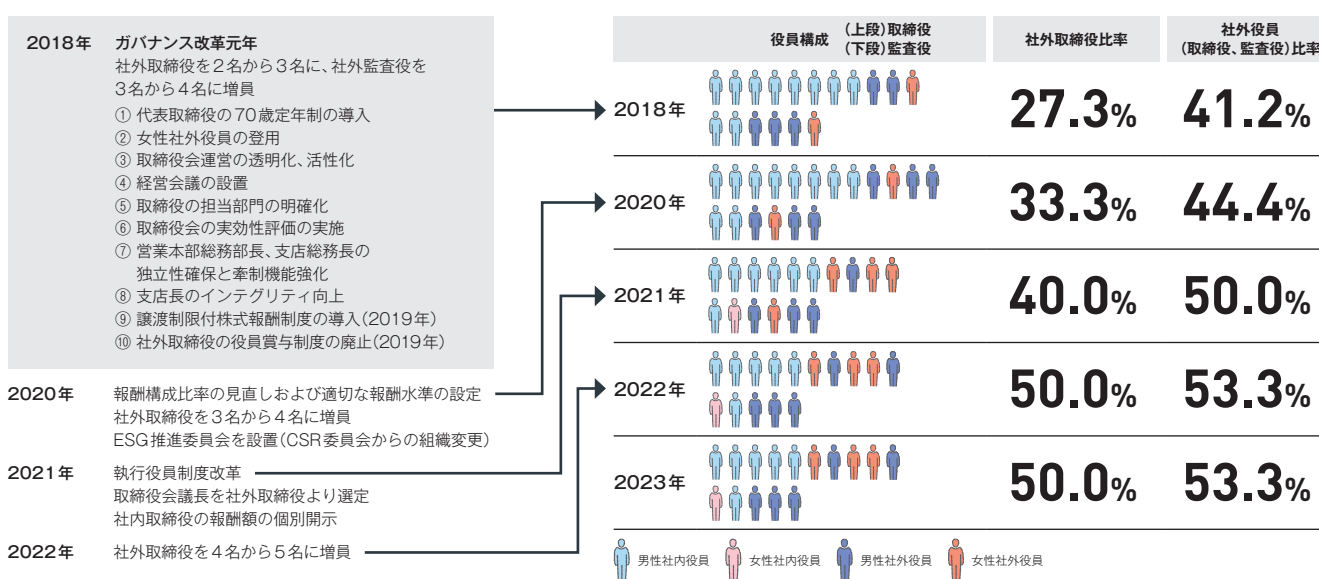 2018年 ガバナンス改革元年
社外取締役を2名から3名に、社外監査役を
3名から4名に増員
① 代表取締役の70歳定年制の導入
② 女性社外役員の登用
③ 取締役会運営の透明化、活性化
④ 経営会議の設置
⑤ 取締役の担当部門の明確化
⑥ 取締役会の実効性評価の実施
⑦ 営業本部総務部長、支店総務長の
独立性確保と牽制機能強化
⑧ 支店長のインテグリティ向上
⑨ 譲渡制限付株式報酬制度の導入(2019年)
⑩ 社外取締役の役員賞与制度の廃止(2019年)
2020年 報酬構成比率の見直しおよび適切な報酬水準の設定
社外取締役を3名から4名に増員
ESG推進委員会を設置(CSR委員会からの組織変更)
2021年 執行役員制度改革
取締役会議長を社外取締役より選定
社内取締役の報酬額の個別開示
2022年 社外取締役を4名から5名に増員
役員構成 (上段)取締役
(下段)監査役
社外取締役比率
社外役員
(取締役、監査役)比率
2018年 27.3% 41.2%
2020年 33.3% 44.4%
2021年 40.0% 50.0%
2022年 50.0% 53.3%
2023年 50.0% 53.3%
男性社内役員 女性社内役員 男性社外役員 女性社外役員